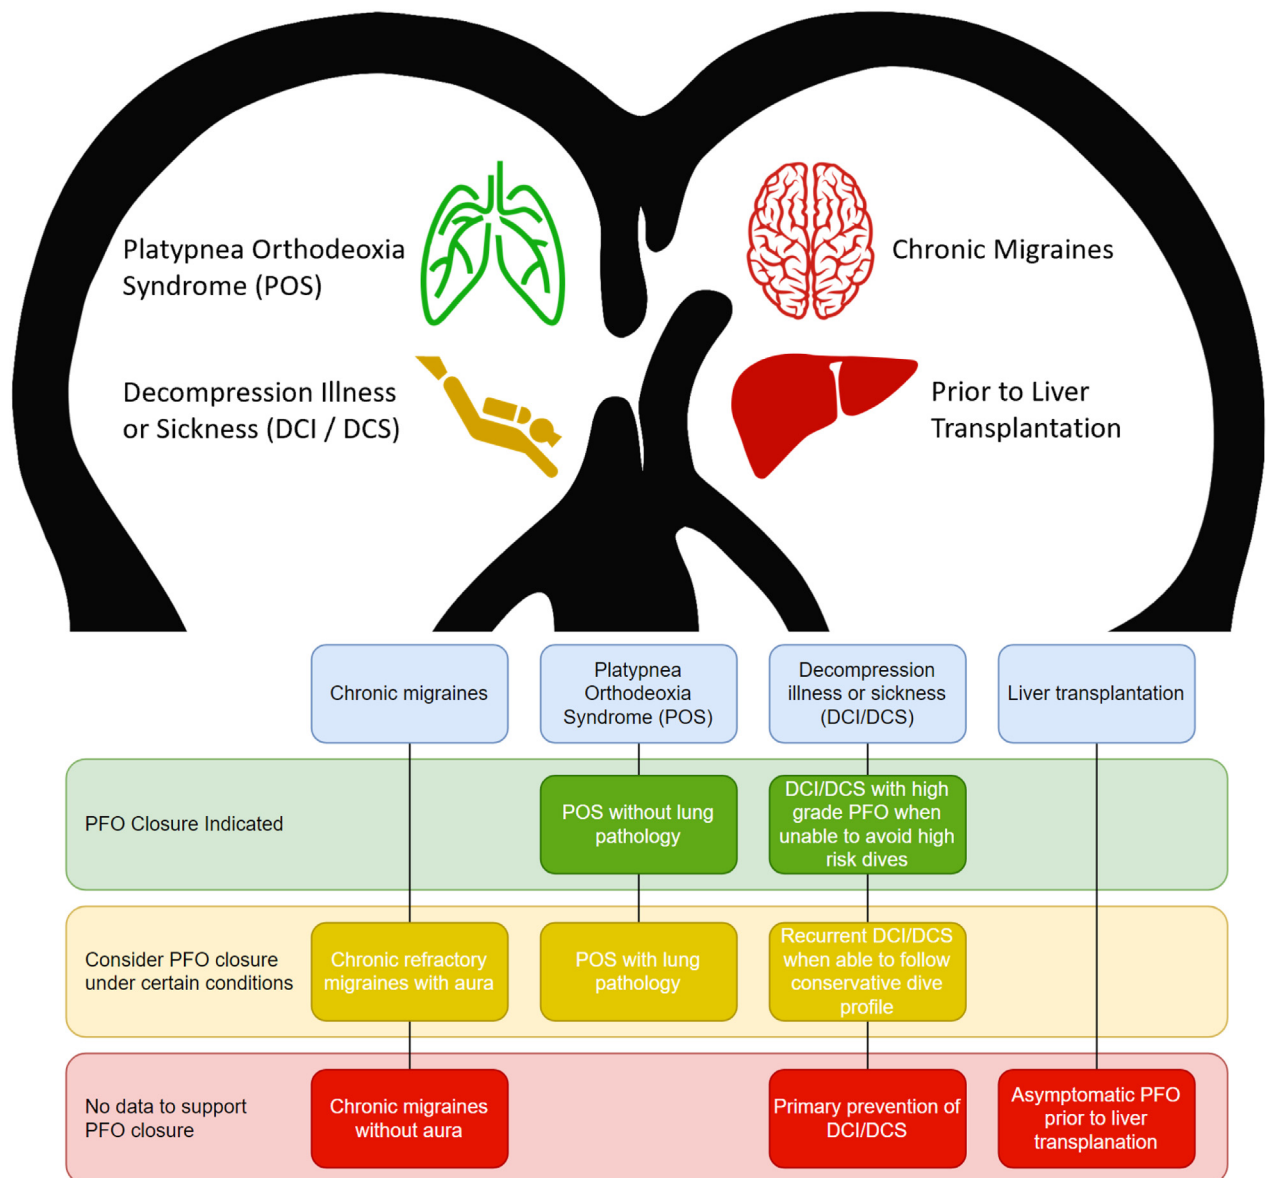 Platypnea Orthodeoxia
Syndrome (POS)
Chronic Migraines
Decompression Illness
or Sickness (DCI / DCS)
Prior to Liver
Transplantation
Chronic migraines
Platypnea
Orthodeoxia
Syndrome (POS)
Decompression
illness or sickness
(DCI/DCS)
Liver transplantation
PFO Closure Indicated
POS without lung
pathology
DCI/DCS with high
grade PFO when
unable to avoid high
risk dives
Consider PFO closure
under certain conditions
Chronic refractory
migraines with aura
POS with lung
pathology
Recurrent DCI/DCS
when able to follow
conservative dive
profile
No data to support
PFO closure
Chronic migraines
without aura
Primary prevention of
DCI/DCS
Asymptomatic PFO
prior to liver
transplanation